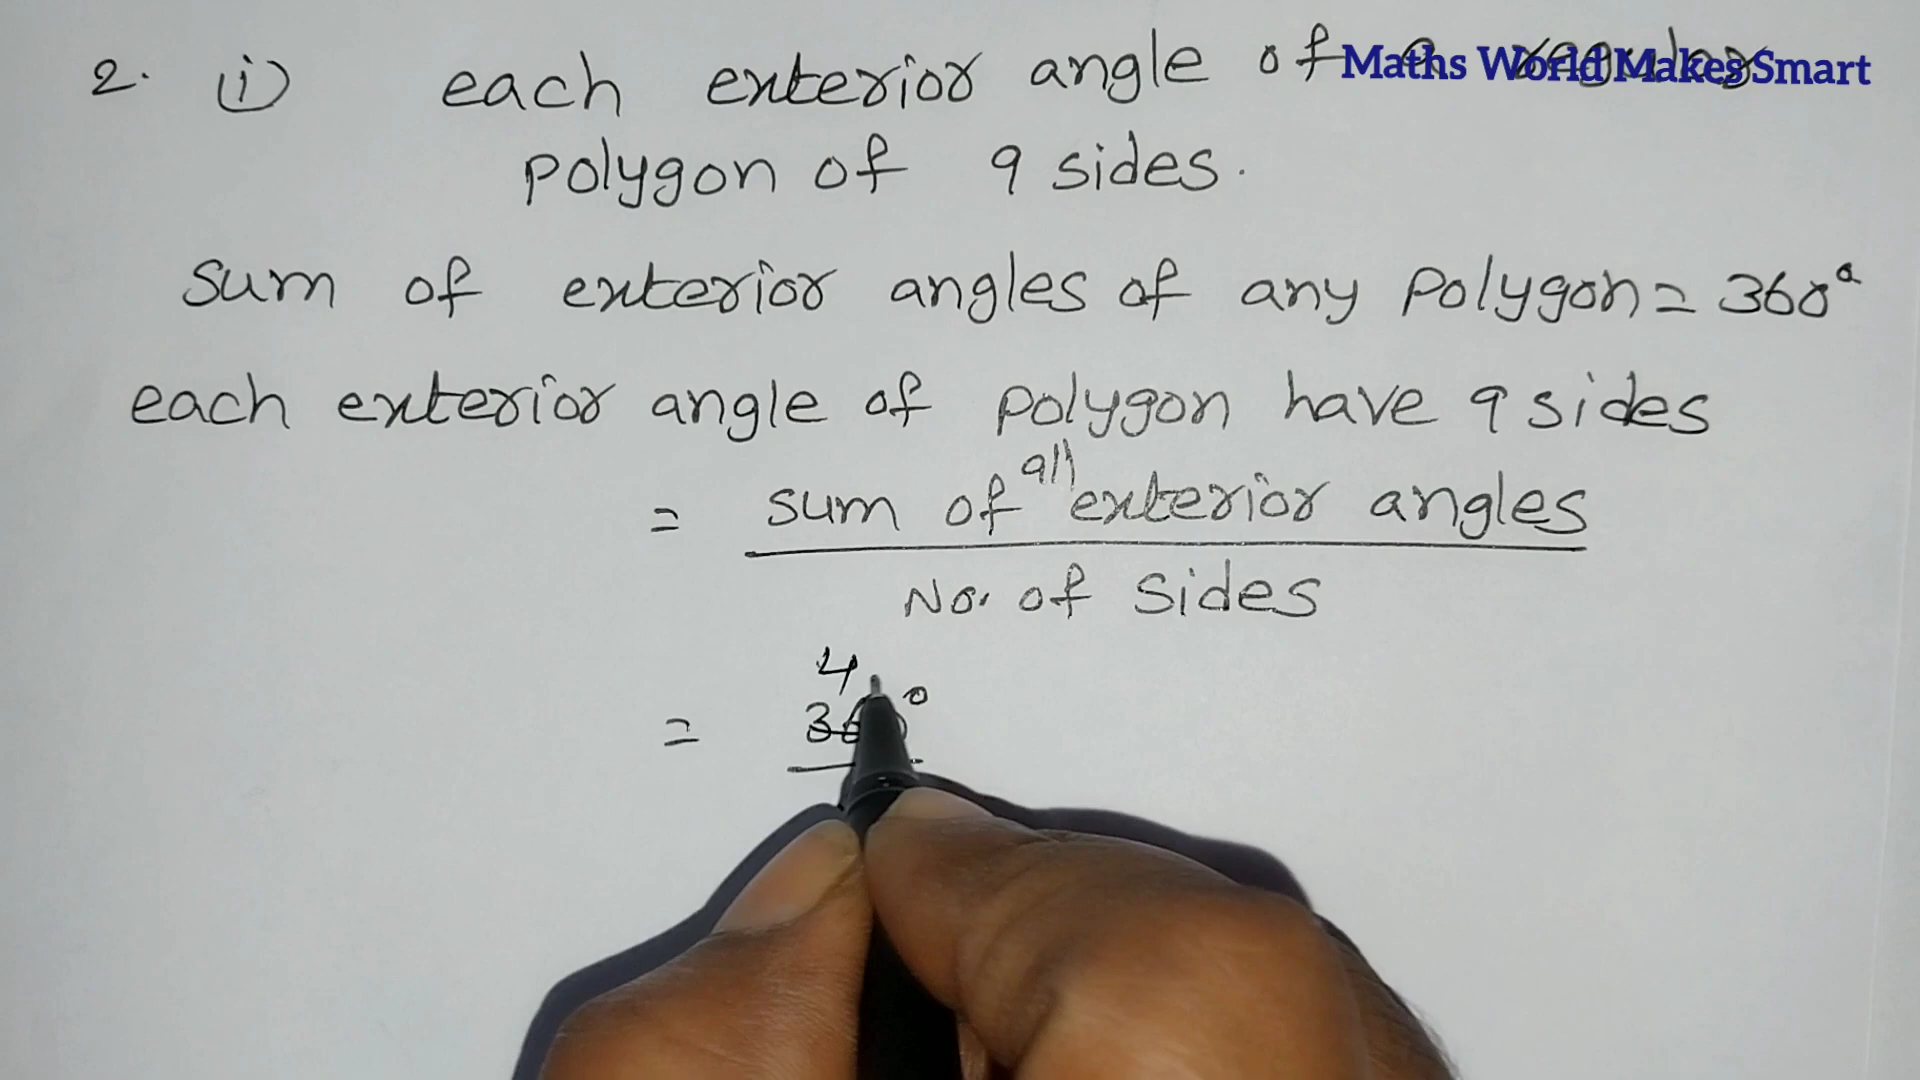 2. (i) each exterior angle of a regular
Maths World Makes Smart
polygon of 9 sides.
Sum of exterior angles of any polygon = 360°
each exterior angle of polygon have 9 sides
= sum of all exterior angles
No. of sides
4
= 360°